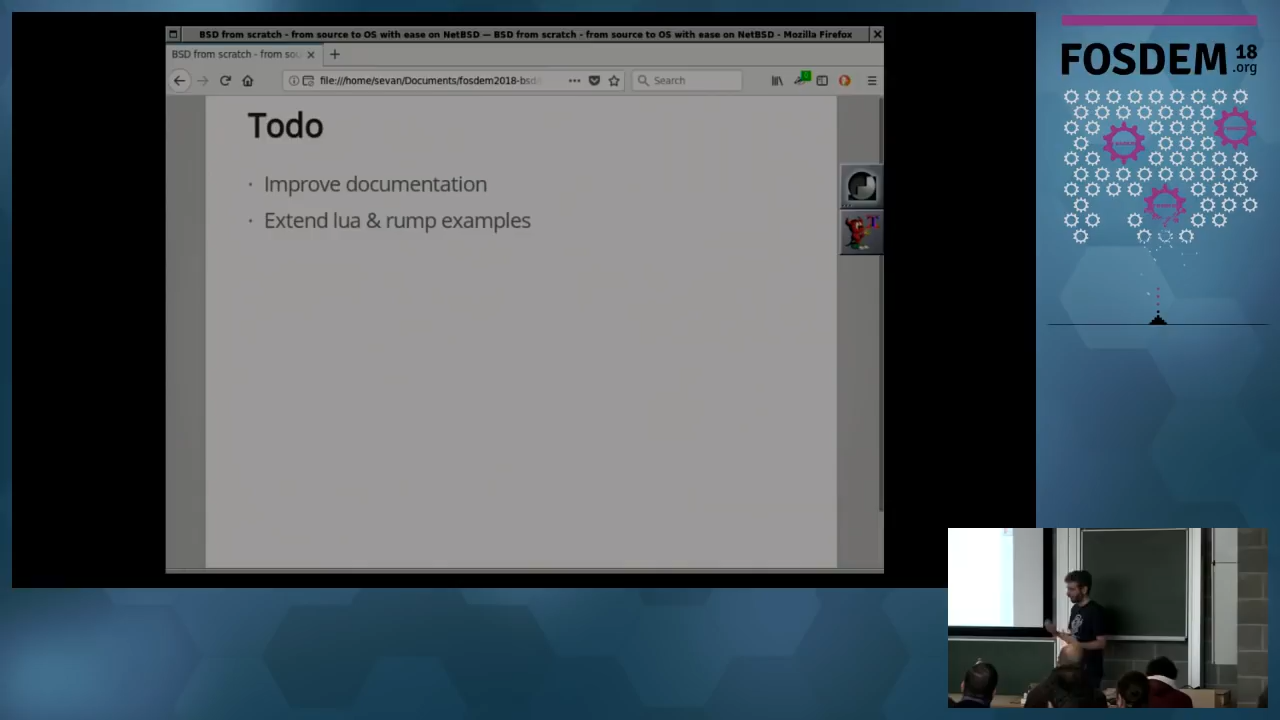 BSD from scratch - from source to OS with ease on NetBSD — BSD from scratch - from source to OS with ease on NetBSD - Mozilla Firefox
BSD from scratch - from sou
file:///home/sevan/Documents/fosdem2018-bsd
Search
Todo
· Improve documentation
· Extend lua & rump examples
FOSDEM 18
.org